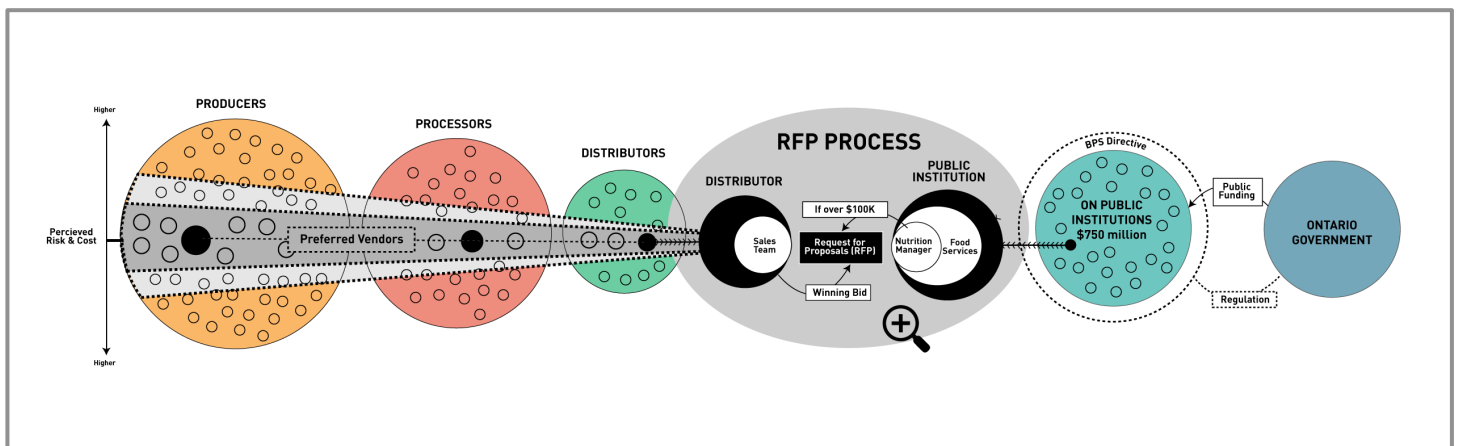 Higher
Percieved
Risk & Cost
Higher
PRODUCERS
PROCESSORS
DISTRIBUTORS
Preferred Vendors
RFP PROCESS
DISTRIBUTOR
Sales
Team
If over $100K
Request for
Proposals (RFP)
Winning Bid
PUBLIC
INSTITUTION
Nutrition
Manager
Food
Services
BPS Directive
ON PUBLIC
INSTITUTIONS
$750 million
Public
Funding
Regulation
ONTARIO
GOVERNMENT